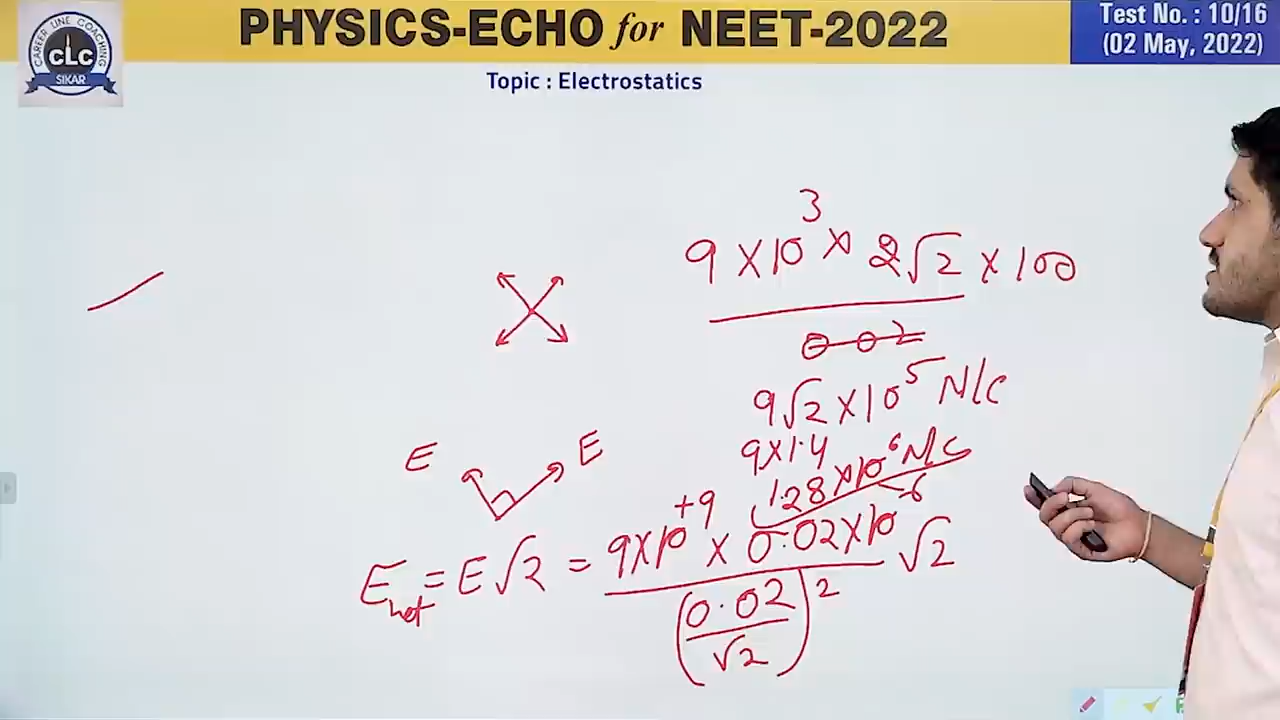 PHYSICS-ECHO for NEET-2022
Test No. : 10/16
(02 May, 2022)
CAREER LINE COACHING
CLC
SIKAR
Topic : Electrostatics
9 × 10³ × 2√2 × 100
0.02
9√2 × 10⁵ N/C
9 × 1.4
1.28 × 10⁶ N/C
E E
E_net = E√2 = 9 × 10⁺⁹ × 0.02 × 10⁻⁶ √2
(0.02/√2)²